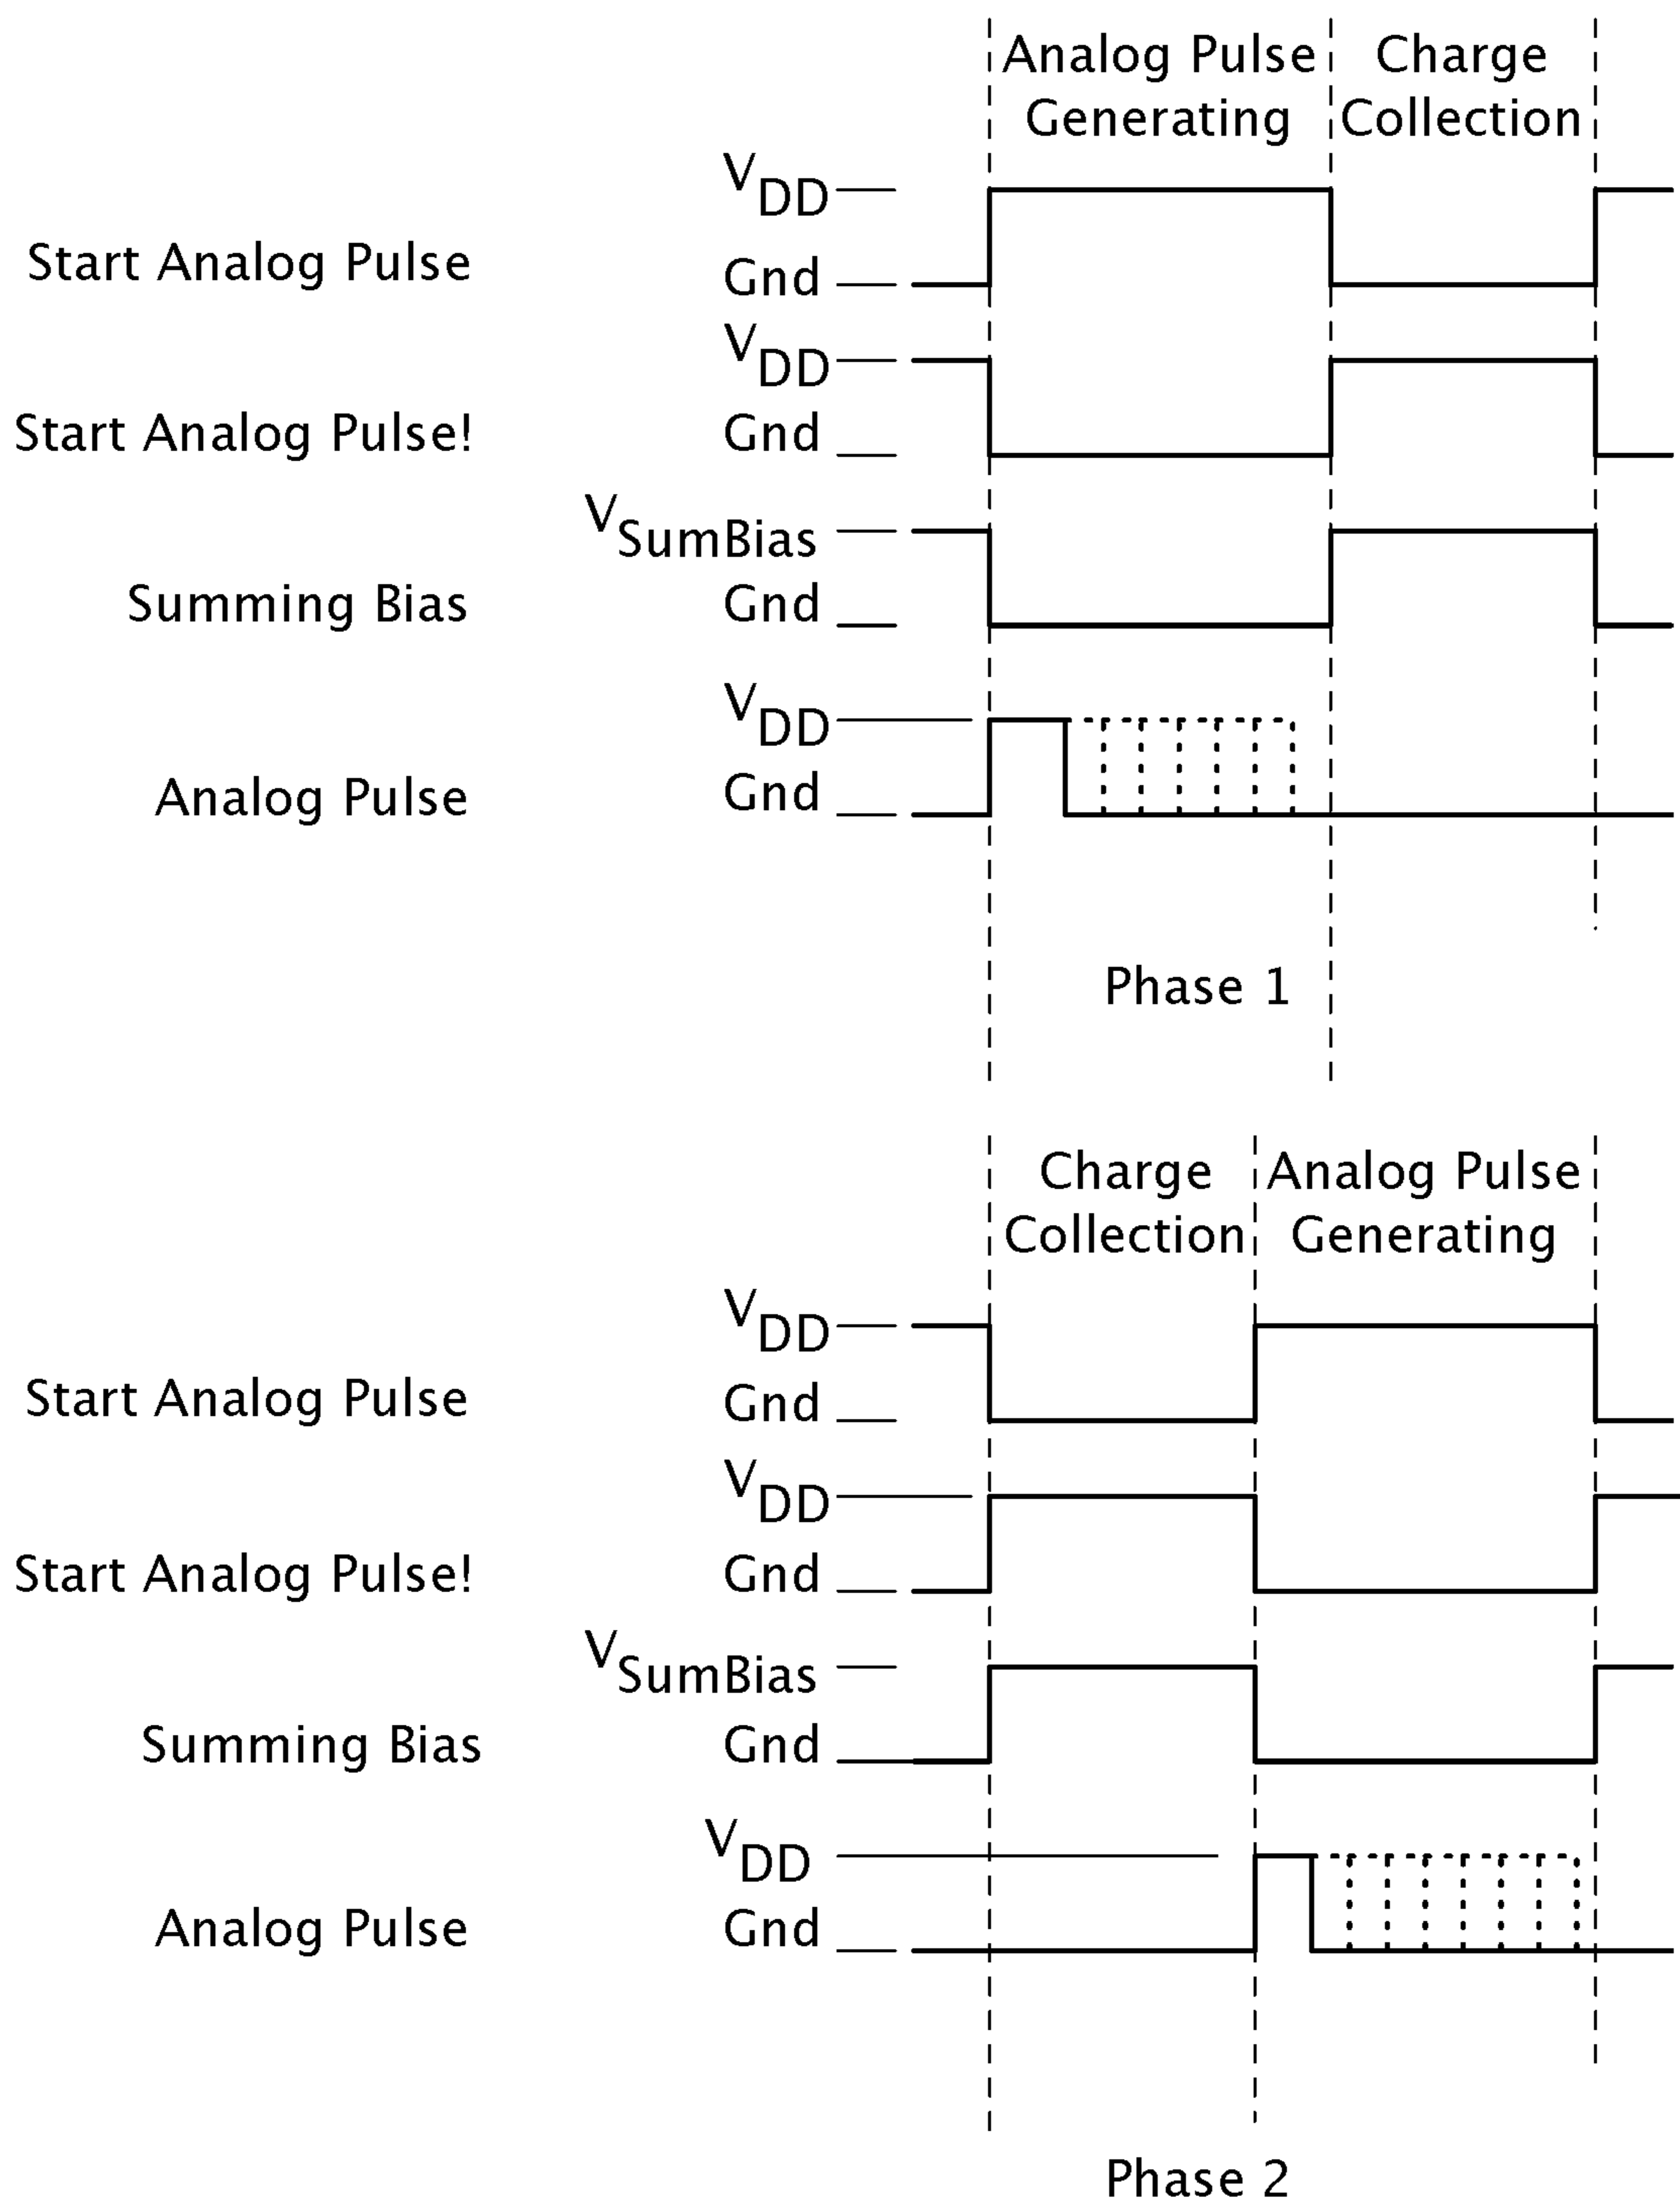 Analog Pulse Generating
Charge Collection
VDD
Start Analog Pulse
Gnd
VDD
Start Analog Pulse!
Gnd
VSumBias
Summing Bias
Gnd
VDD
Analog Pulse
Gnd
Phase 1
Charge Collection
Analog Pulse Generating
VDD
Start Analog Pulse
Gnd
VDD
Start Analog Pulse!
Gnd
VSumBias
Summing Bias
Gnd
VDD
Analog Pulse
Gnd
Phase 2